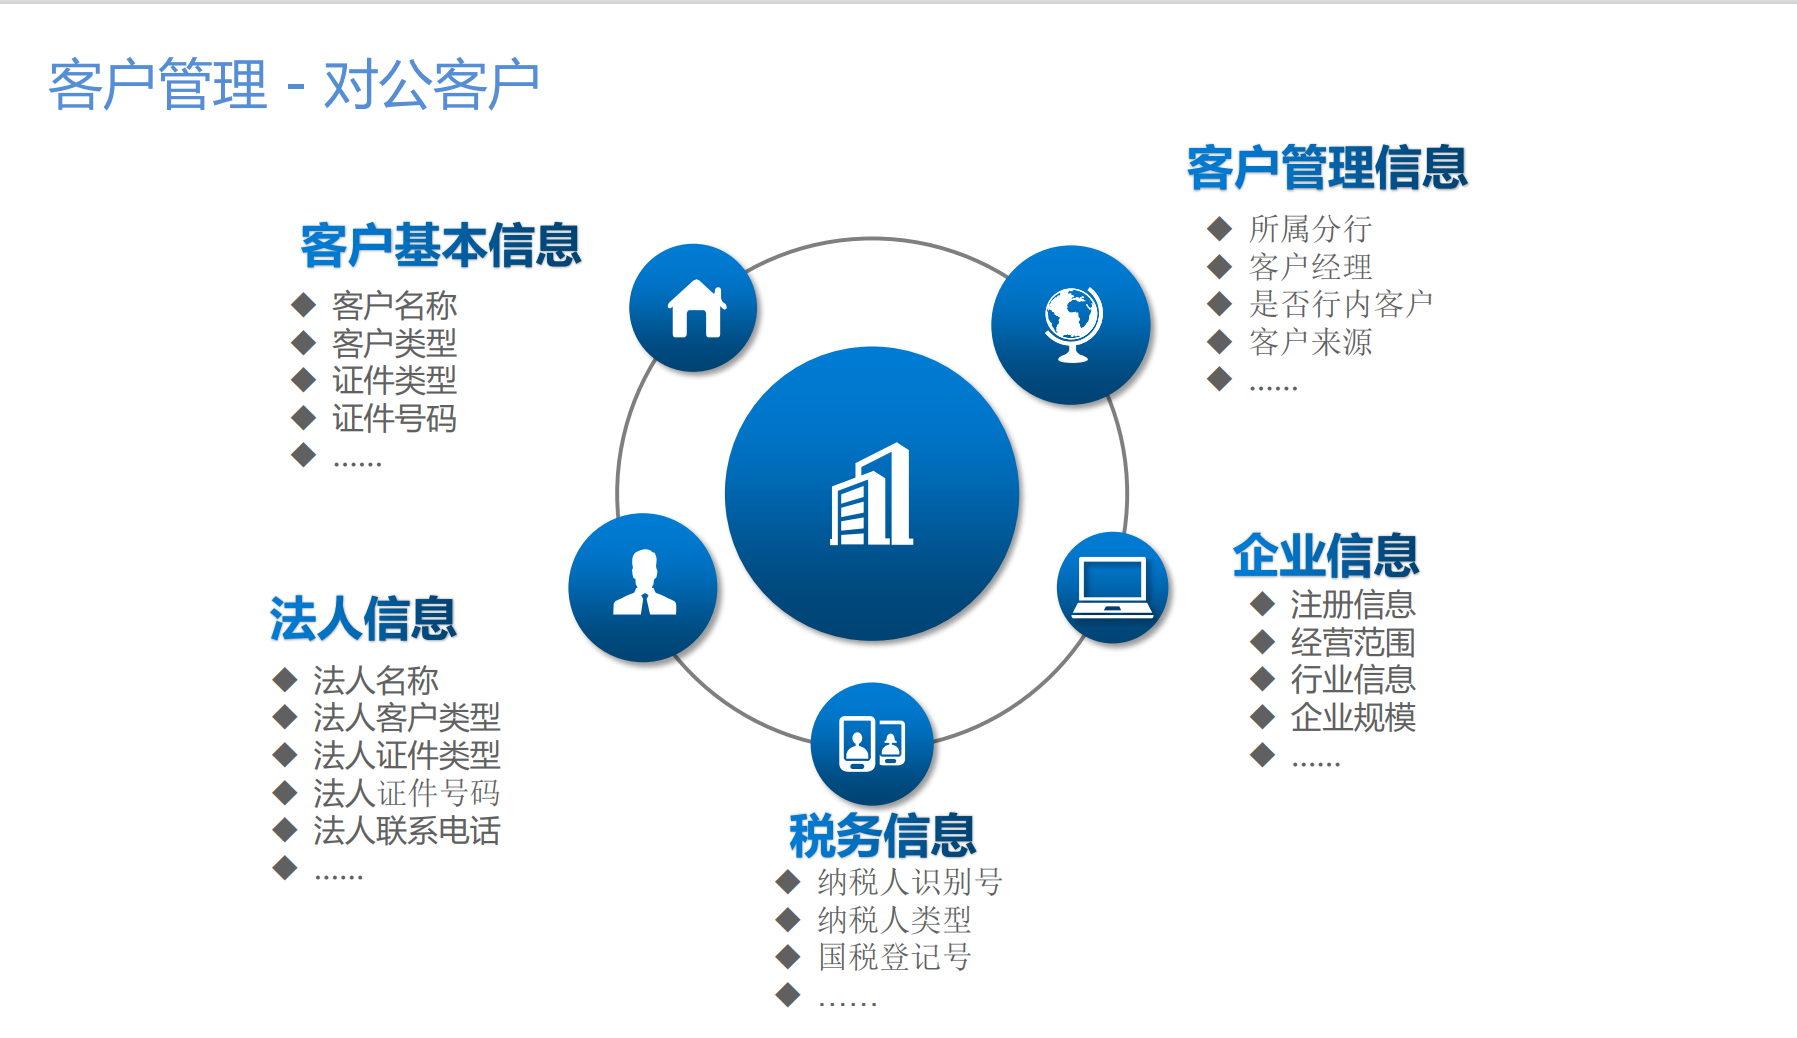 客户管理 - 对公客户
客户基本信息
◆ 客户名称
◆ 客户类型
◆ 证件类型
◆ 证件号码
◆ ……
客户管理信息
◆ 所属分行
◆ 客户经理
◆ 是否行内客户
◆ 客户来源
◆ ……
法人信息
◆ 法人名称
◆ 法人客户类型
◆ 法人证件类型
◆ 法人证件号码
◆ 法人联系电话
◆ ……
企业信息
◆ 注册信息
◆ 经营范围
◆ 行业信息
◆ 企业规模
◆ ……
税务信息
◆ 纳税人识别号
◆ 纳税人类型
◆ 国税登记号
◆ ……